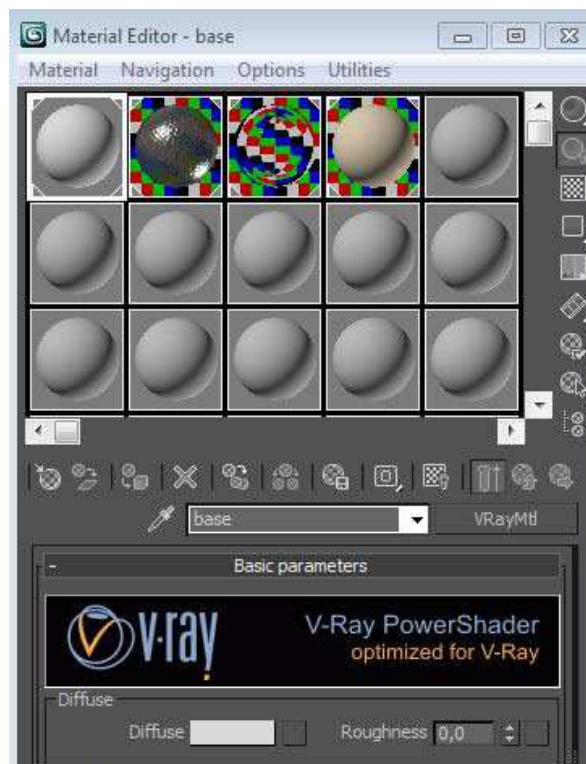 Material Editor - base
Material Navigation Options Utilities
base VRayMtl
- Basic parameters
v·ray
V-Ray PowerShader
optimized for V-Ray
Diffuse
Diffuse Roughness 0,0